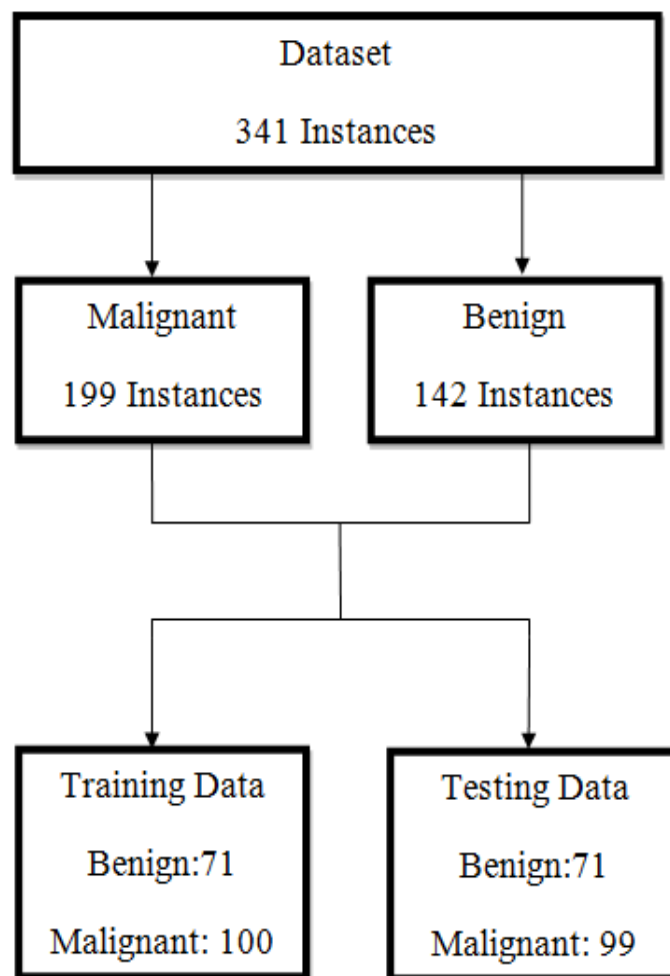 Dataset
341 Instances
Malignant
199 Instances
Benign
142 Instances
Training Data
Benign:71
Malignant: 100
Testing Data
Benign:71
Malignant: 99